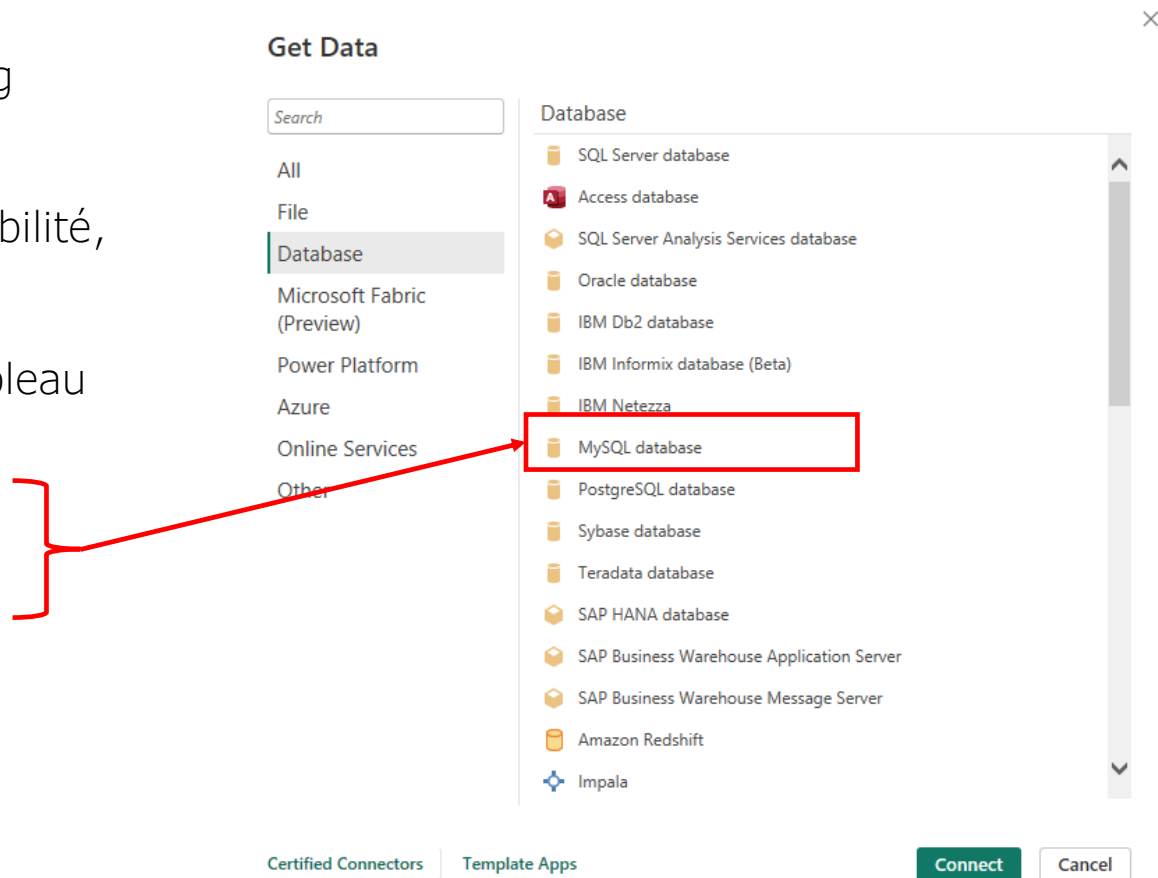 Get Data
Search
All
File
Database
Microsoft Fabric
(Preview)
Power Platform
Azure
Online Services
Other
Database
SQL Server database
Access database
SQL Server Analysis Services database
Oracle database
IBM Db2 database
IBM Informix database (Beta)
IBM Netezza
MySQL database
PostgreSQL database
Sybase database
Teradata database
SAP HANA database
SAP Business Warehouse Application Server
SAP Business Warehouse Message Server
Amazon Redshift
Impala
Certified Connectors
Template Apps
Connect
Cancel